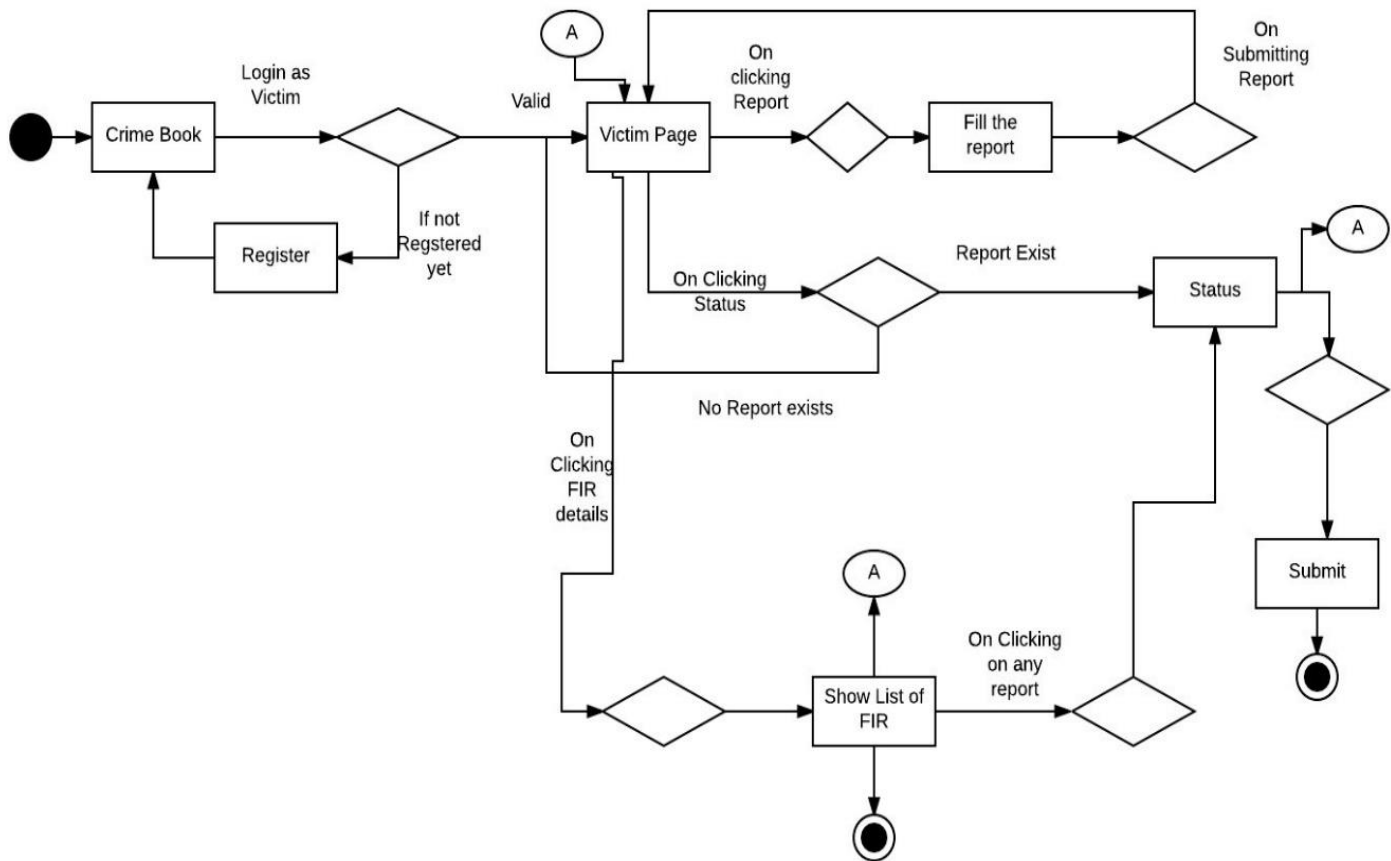 A
On
clicking
Report
On
Submitting
Report
Login as
Victim
Valid
Crime Book
Victim Page
Fill the
report
If not
Regstered
yet
Register
A
Report Exist
On Clicking
Status
Status
No Report exists
On
Clicking
FIR
details
A
Submit
On Clicking
on any
report
Show List of
FIR